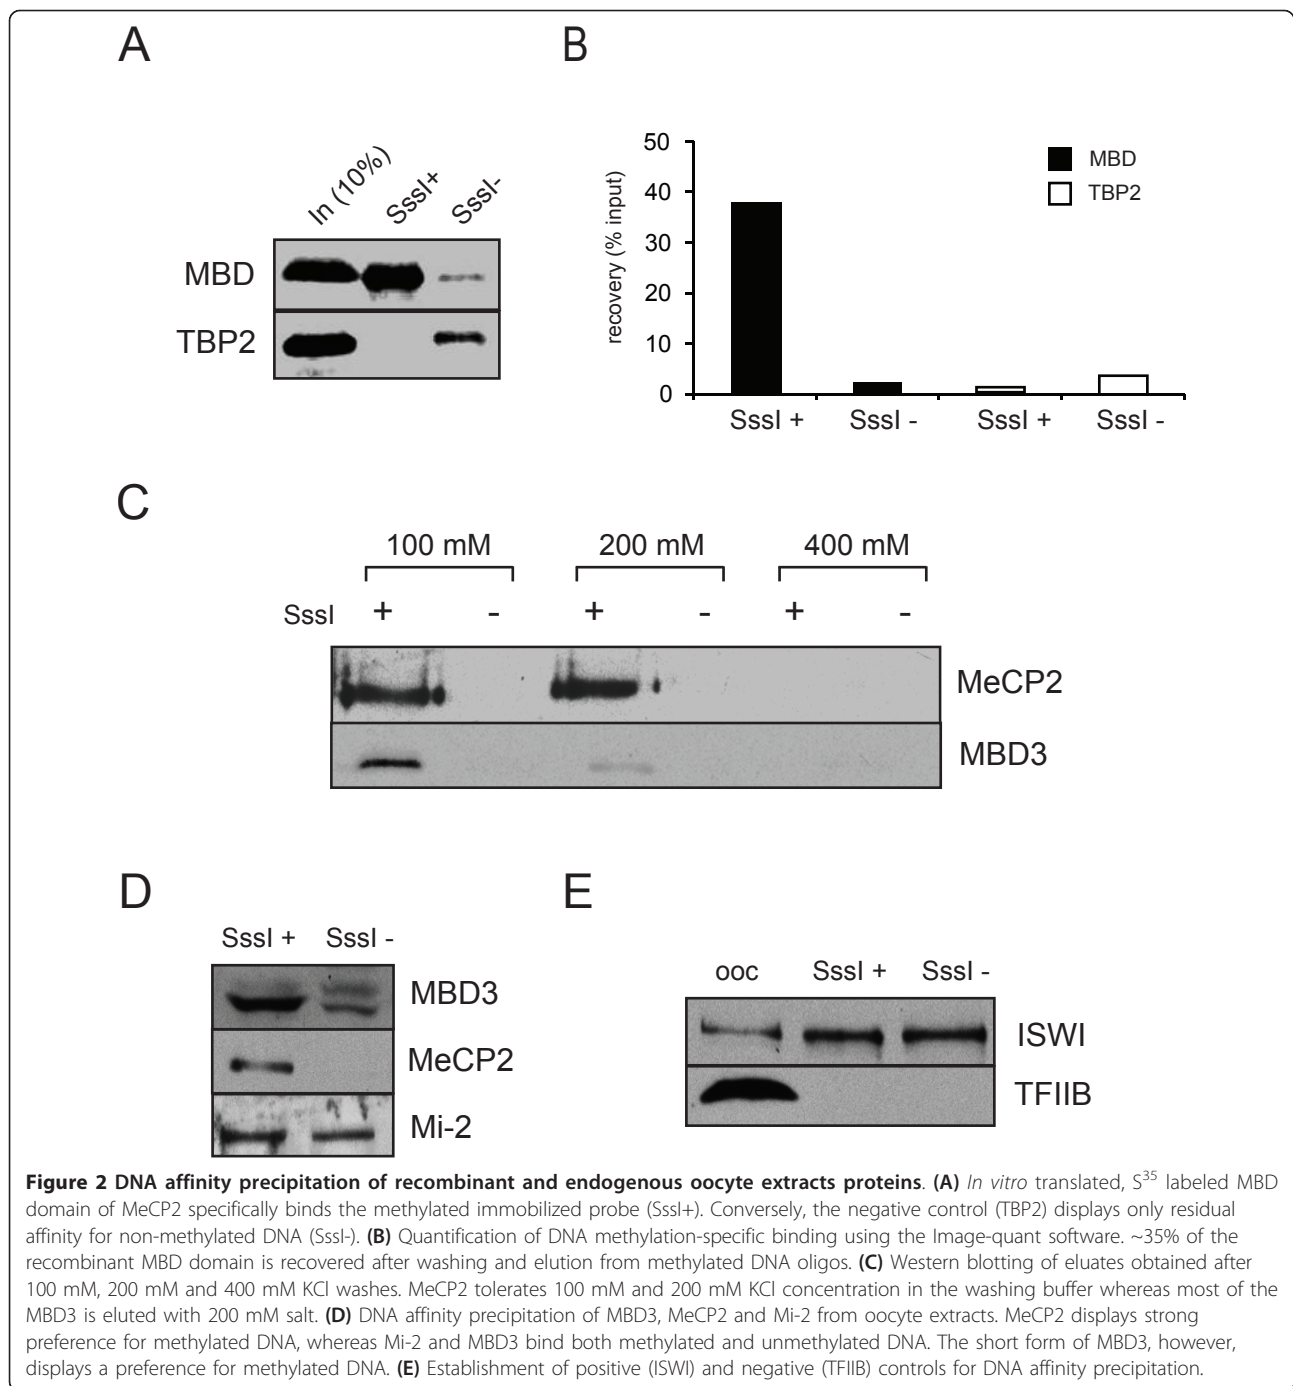 A
In (10%)
SssI+
SssI-
MBD
TBP2
B
recovery (% input)
50
40
30
20
10
0
MBD
TBP2
SssI +
SssI -
SssI +
SssI -
C
100 mM
200 mM
400 mM
SssI
+
-
+
-
+
-
MeCP2
MBD3
D
SssI +
SssI -
MBD3
MeCP2
Mi-2
E
ooc
SssI +
SssI -
ISWI
TFIIB
Figure 2 DNA affinity precipitation of recombinant and endogenous oocyte extracts proteins. (A) In vitro translated, S³⁵ labeled MBD
domain of MeCP2 specifically binds the methylated immobilized probe (SssI+). Conversely, the negative control (TBP2) displays only residual
affinity for non-methylated DNA (SssI-). (B) Quantification of DNA methylation-specific binding using the Image-quant software. ~35% of the
recombinant MBD domain is recovered after washing and elution from methylated DNA oligos. (C) Western blotting of eluates obtained after
100 mM, 200 mM and 400 mM KCl washes. MeCP2 tolerates 100 mM and 200 mM KCl concentration in the washing buffer whereas most of the
MBD3 is eluted with 200 mM salt. (D) DNA affinity precipitation of MBD3, MeCP2 and Mi-2 from oocyte extracts. MeCP2 displays strong
preference for methylated DNA, whereas Mi-2 and MBD3 bind both methylated and unmethylated DNA. The short form of MBD3, however,
displays a preference for methylated DNA. (E) Establishment of positive (ISWI) and negative (TFIIB) controls for DNA affinity precipitation.